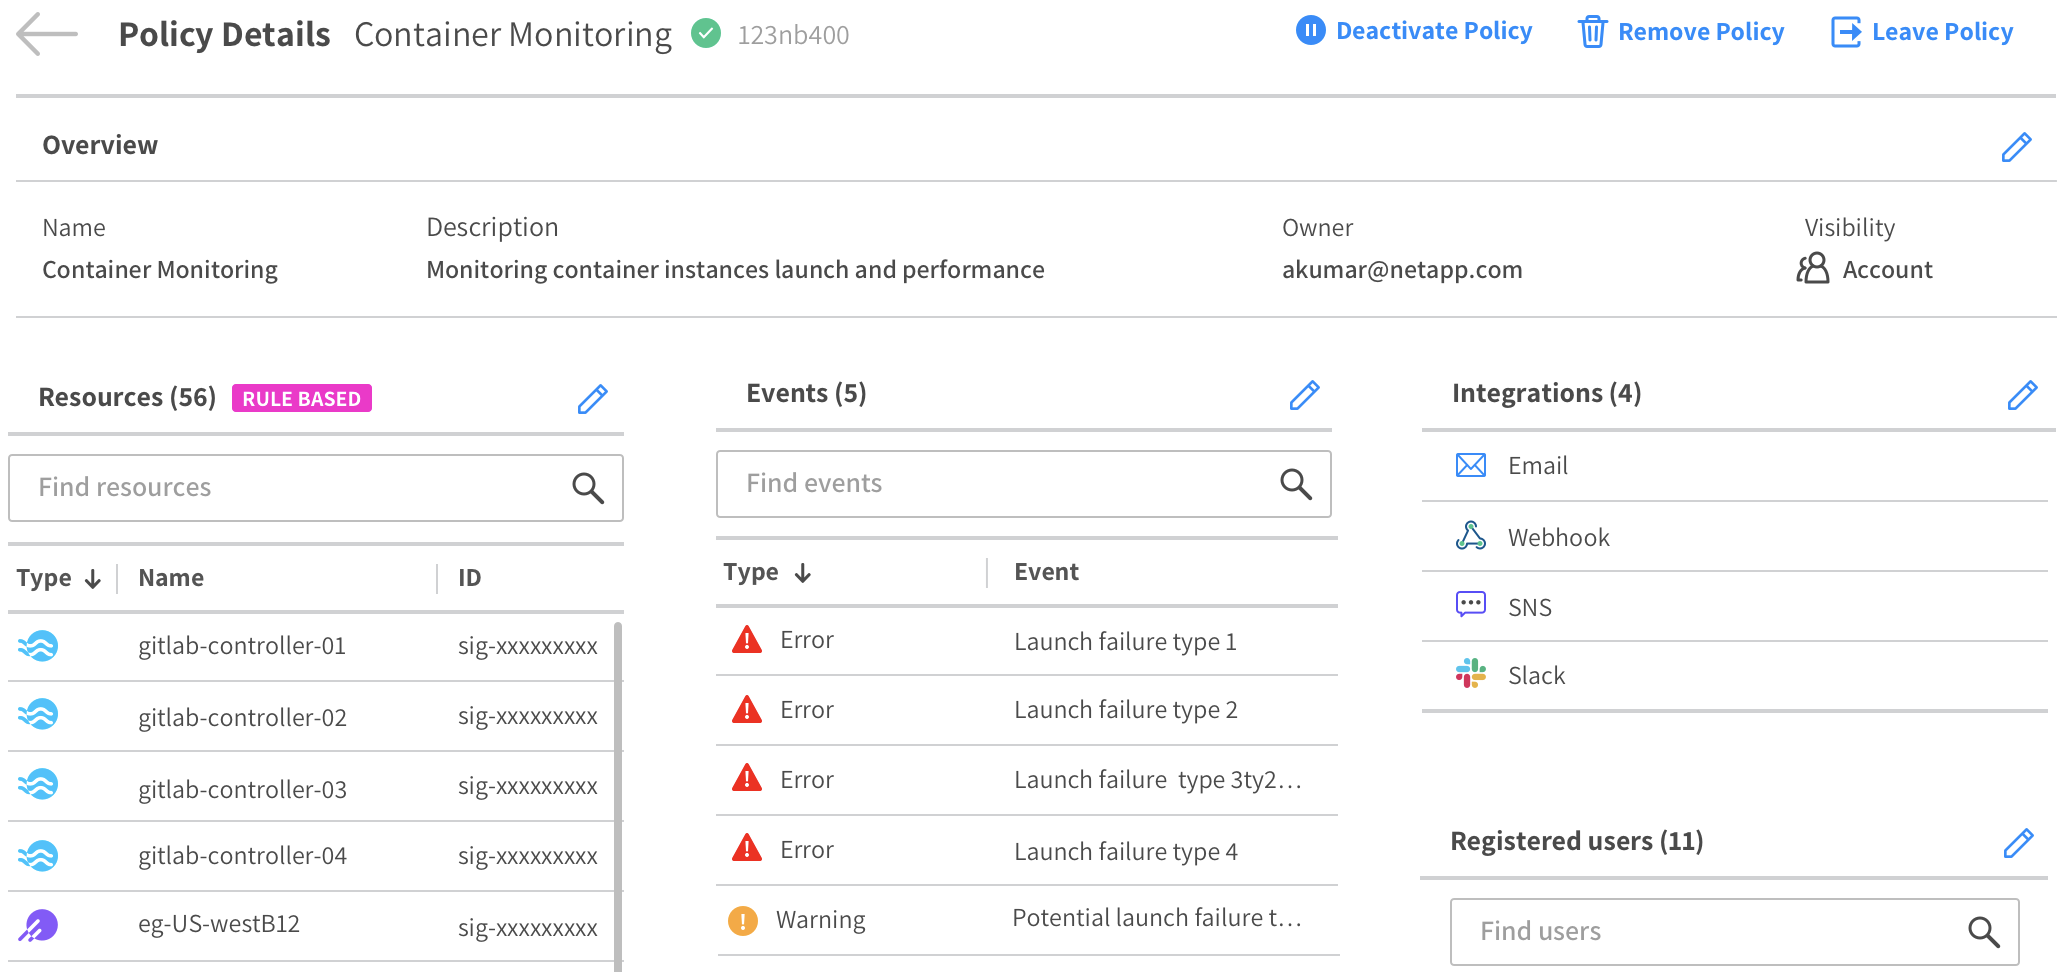 Policy Details Container Monitoring 123nb400
Deactivate Policy Remove Policy Leave Policy
Overview
Name Description Owner Visibility
Container Monitoring Monitoring container instances launch and performance akumar@netapp.com Account
Resources (56) RULE BASED
Find resources
Type Name ID
gitlab-controller-01 sig-xxxxxxxxx
gitlab-controller-02 sig-xxxxxxxxx
gitlab-controller-03 sig-xxxxxxxxx
gitlab-controller-04 sig-xxxxxxxxx
eg-US-westB12 sig-xxxxxxxxx
Events (5)
Find events
Type Event
Error Launch failure type 1
Error Launch failure type 2
Error Launch failure  type 3ty2...
Error Launch failure type 4
Warning Potential launch failure t...
Integrations (4)
Email
Webhook
SNS
Slack
Registered users (11)
Find users